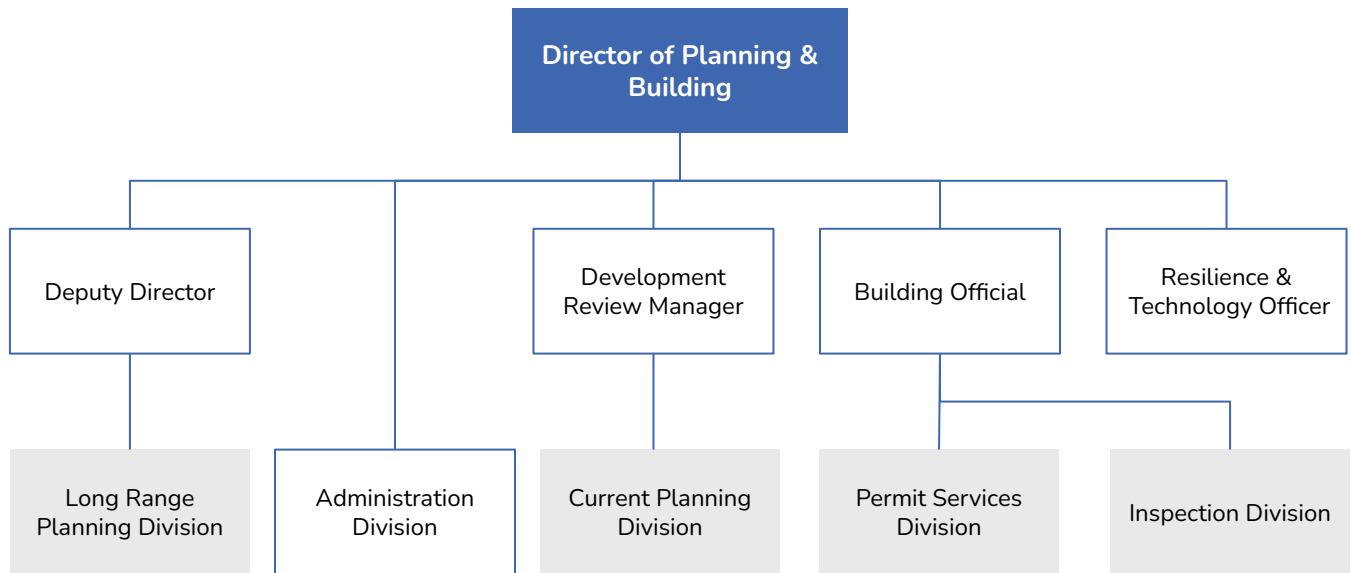 Director of Planning &
Building
Deputy Director
Development
Review Manager
Building Official
Resilience &
Technology Officer
Long Range
Planning Division
Administration
Division
Current Planning
Division
Permit Services
Division
Inspection Division